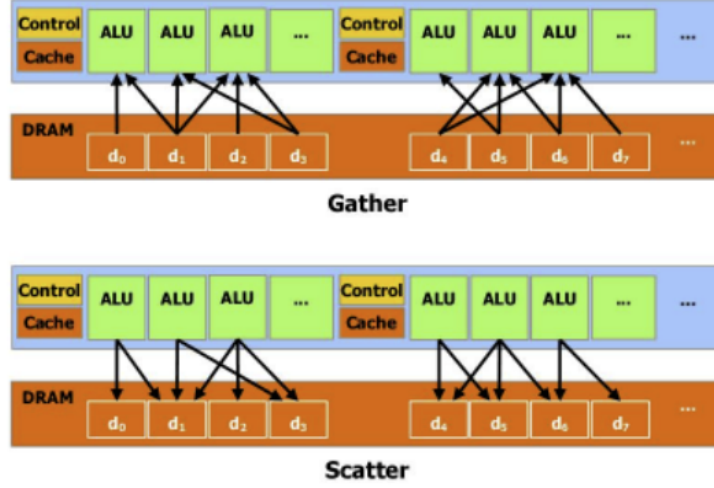 Control ALU ALU ALU ... Control ALU ALU ALU ... ...
Cache Cache
DRAM ...
d₀ d₁ d₂ d₃ d₄ d₅ d₆ d₇
Gather
Control ALU ALU ALU ... Control ALU ALU ALU ... ...
Cache Cache
DRAM ...
d₀ d₁ d₂ d₃ d₄ d₅ d₆ d₇
Scatter